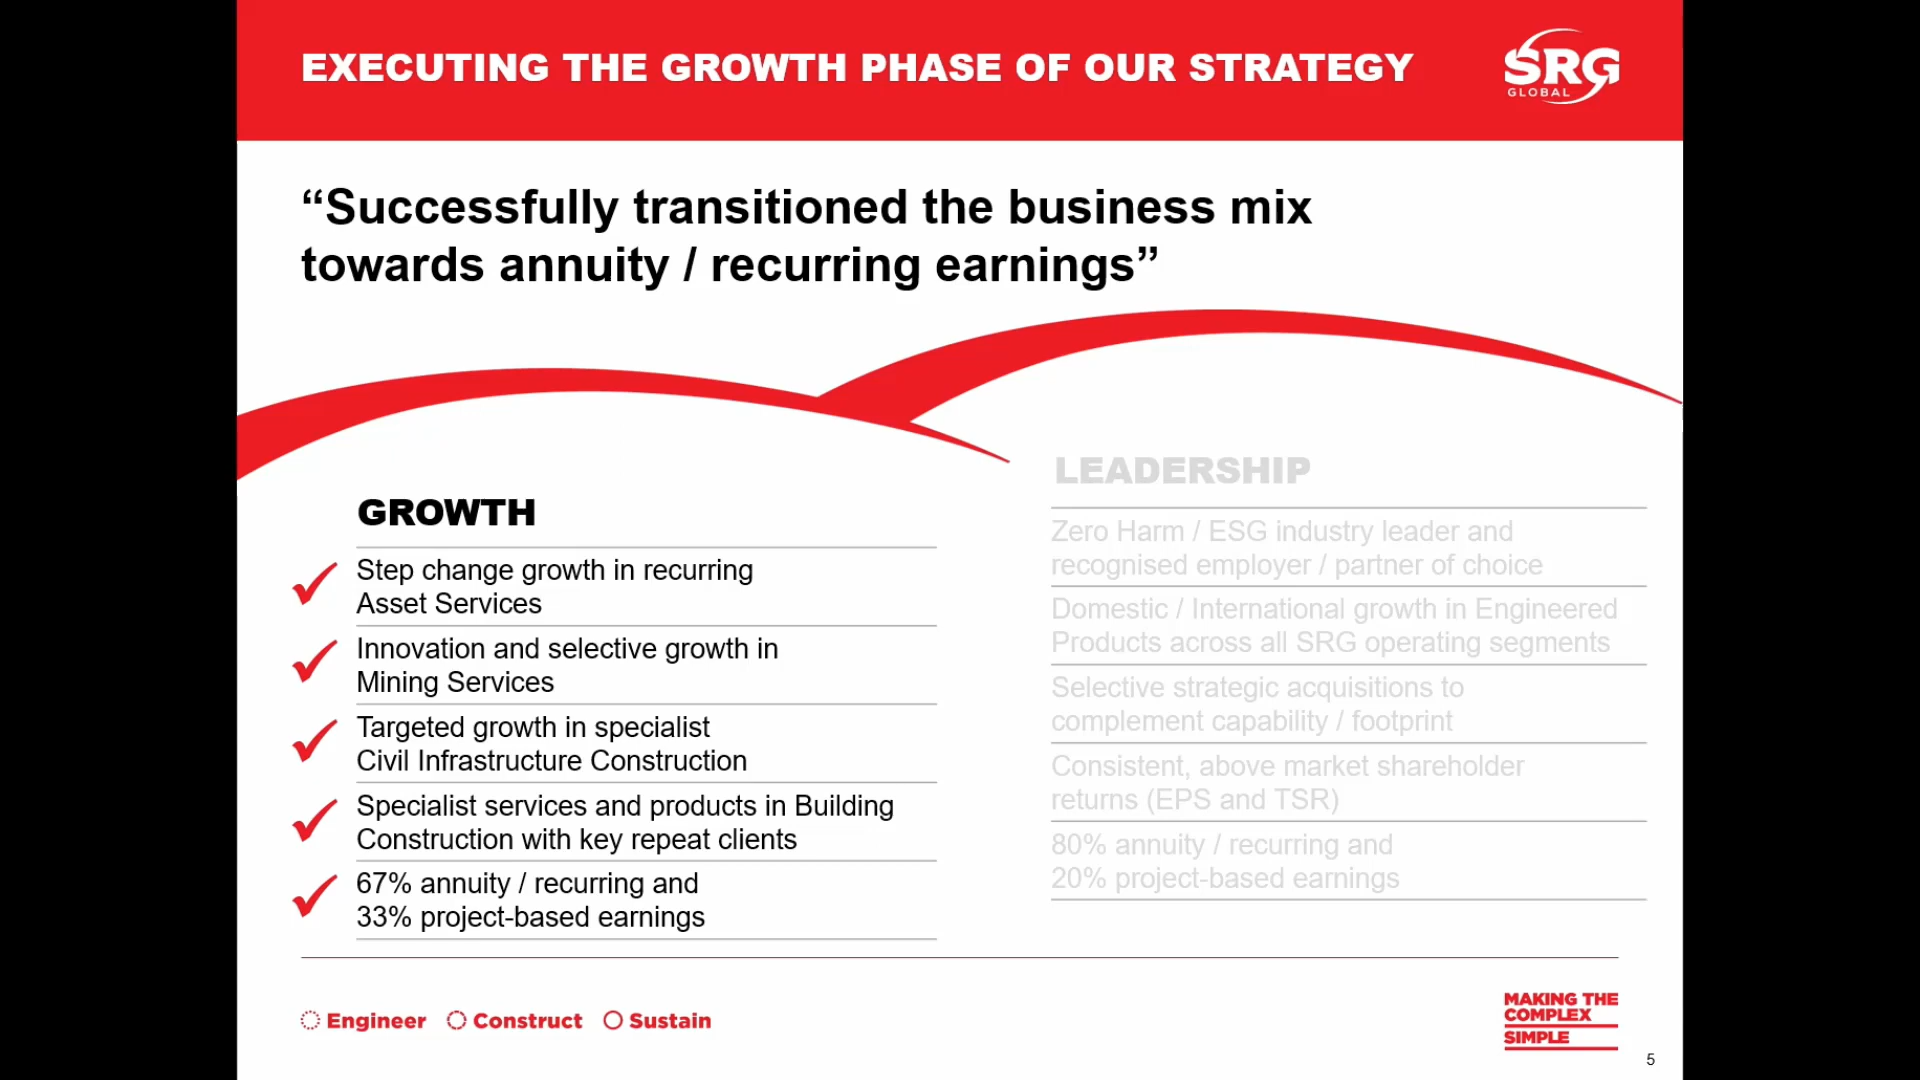 EXECUTING THE GROWTH PHASE OF OUR STRATEGY
SRG
GLOBAL
“Successfully transitioned the business mix
towards annuity / recurring earnings”
GROWTH
Step change growth in recurring
Asset Services
Innovation and selective growth in
Mining Services
Targeted growth in specialist
Civil Infrastructure Construction
Specialist services and products in Building
Construction with key repeat clients
67% annuity / recurring and
33% project-based earnings
LEADERSHIP
Zero Harm / ESG industry leader and
recognised employer / partner of choice
Domestic / International growth in Engineered
Products across all SRG operating segments
Selective strategic acquisitions to
complement capability / footprint
Consistent, above market shareholder
returns (EPS and TSR)
80% annuity / recurring and
20% project-based earnings
Engineer Construct Sustain
MAKING THE
COMPLEX
SIMPLE
5